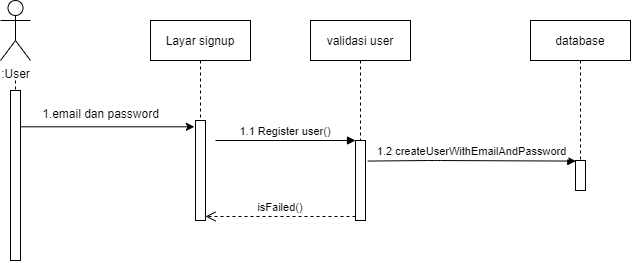 Layar signup
validasi user
database
:User
1.email dan password
1.1 Register user()
1.2 createUserWithEmailAndPassword
isFailed()